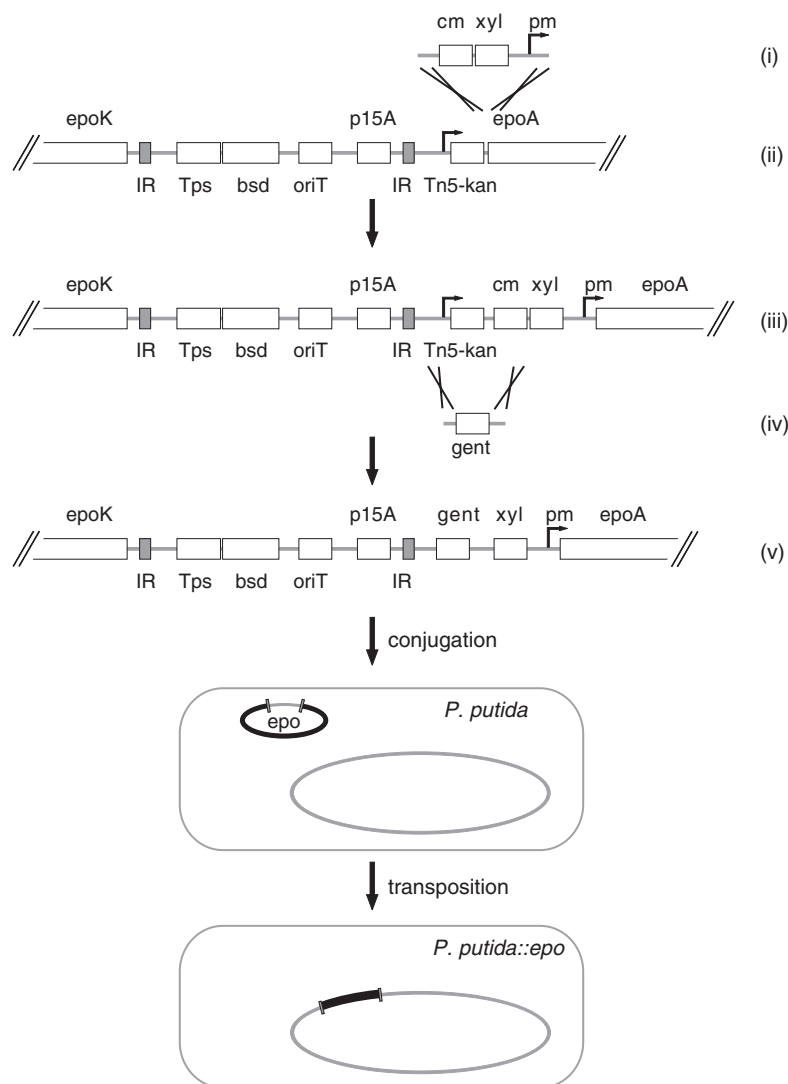 cm xyl pm
(i)
epoK p15A epoA
(ii)
IR Tps bsd oriT IR Tn5-kan
epoK p15A cm xyl pm epoA
(iii)
IR Tps bsd oriT IR Tn5-kan
(iv)
gent
epoK p15A gent xyl pm epoA
(v)
IR Tps bsd oriT IR
conjugation
P. putida
epo
transposition
P. putida::epo